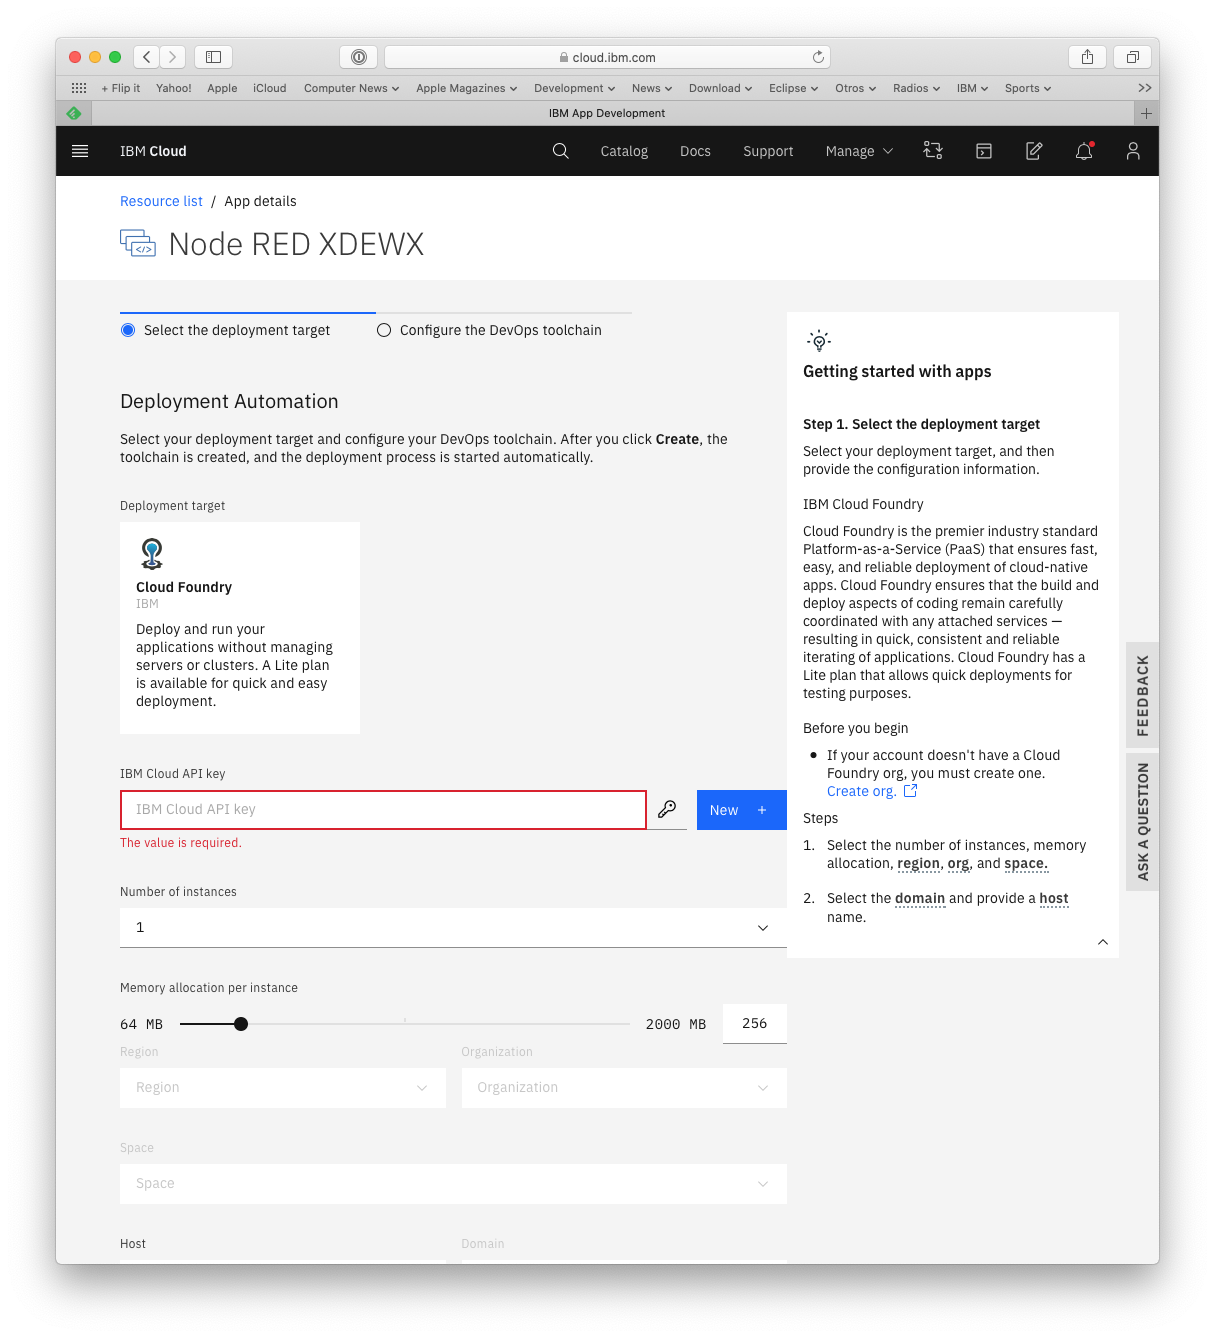 cloud.ibm.com
+ Flip it Yahoo! Apple iCloud Computer News Apple Magazines Development News Download Eclipse Otros Radios IBM Sports
IBM App Development
IBM Cloud Catalog Docs Support Manage
Resource list / App details
Node RED XDEWX
Select the deployment target Configure the DevOps toolchain
Deployment Automation
Select your deployment target and configure your DevOps toolchain. After you click Create, the
toolchain is created, and the deployment process is started automatically.
Deployment target
Cloud Foundry
IBM
Deploy and run your
applications without managing
servers or clusters. A Lite plan
is available for quick and easy
deployment.
IBM Cloud API key
IBM Cloud API key
New +
The value is required.
Number of instances
1
Memory allocation per instance
64 MB 2000 MB 256
Region Organization
Region Organization
Space
Space
Host Domain
Getting started with apps
Step 1. Select the deployment target
Select your deployment target, and then
provide the configuration information.
IBM Cloud Foundry
Cloud Foundry is the premier industry standard
Platform-as-a-Service (PaaS) that ensures fast,
easy, and reliable deployment of cloud-native
apps. Cloud Foundry ensures that the build and
deploy aspects of coding remain carefully
coordinated with any attached services —
resulting in quick, consistent and reliable
iterating of applications. Cloud Foundry has a
Lite plan that allows quick deployments for
testing purposes.
Before you begin
• If your account doesn't have a Cloud
Foundry org, you must create one.
Create org.
Steps
1. Select the number of instances, memory
allocation, region, org, and space.
2. Select the domain and provide a host
name.
FEEDBACK
ASK A QUESTION